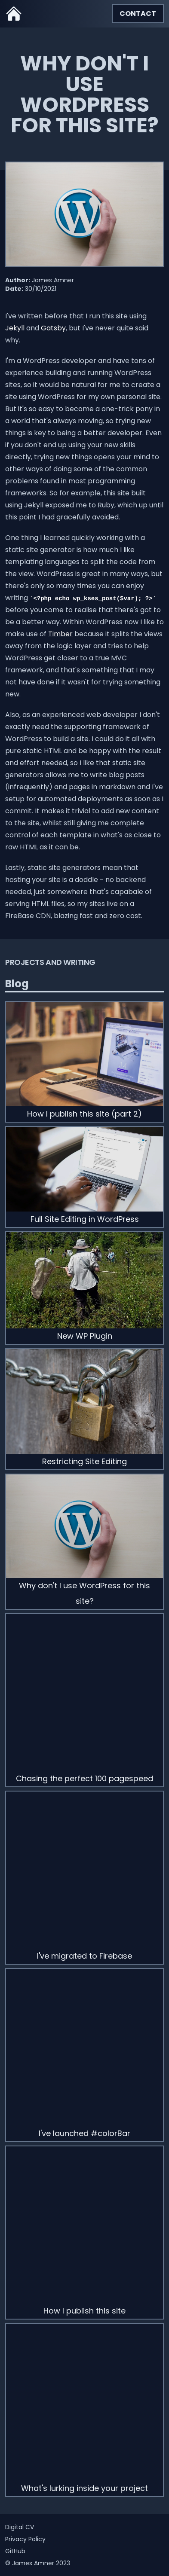 CONTACT
WHY DON'T I
USE
WORDPRESS
FOR THIS SITE?
Author: James Amner
Date: 30/10/2021
I've written before that I run this site using
Jekyll and Gatsby, but I've never quite said
why.
I'm a WordPress developer and have tons of
experience building and running WordPress
sites, so it would be natural for me to create a
site using WordPress for my own personal site.
But it's so easy to become a one-trick pony in
a world that's always moving, so trying new
things is key to being a better developer. Even
if you don't end up using your new skills
directly, trying new things opens your mind to
other ways of doing some of the common
problems found in most programming
frameworks. So for example, this site built
using Jekyll exposed me to Ruby, which up until
this point I had gracefully avoided.
One thing I learned quickly working with a
static site generator is how much I like
templating languages to split the code from
the view. WordPress is great in many ways, but
there's only so many times you can enjoy
writing `<?php echo wp_kses_post($var); ?>`
before you come to realise that there's got to
be a better way. Within WordPress now I like to
make use of Timber because it splits the views
away from the logic layer and tries to help
WordPress get closer to a true MVC
framework, and that's something that I may
not have done if it wasn't for trying something
new.
Also, as an experienced web developer I don't
exactly need the supporting framework of
WordPress to build a site. I could do it all with
pure static HTML and be happy with the result
and effort needed, so I like that static site
generators allows me to write blog posts
(infrequently) and pages in markdown and I've
setup for automated deployments as soon as I
commit. It makes it trivial to add new content
to the site, whilst still giving me complete
control of each template in what's as close to
raw HTML as it can be.
Lastly, static site generators mean that
hosting your site is a doddle - no backend
needed, just somewhere that's capabale of
serving HTML files, so my sites live on a
FireBase CDN, blazing fast and zero cost.
PROJECTS AND WRITING
Blog
How I publish this site (part 2)
Full Site Editing in WordPress
New WP Plugin
Restricting Site Editing
Why don't I use WordPress for this
site?
Chasing the perfect 100 pagespeed
I've migrated to Firebase
I've launched #colorBar
How I publish this site
What's lurking inside your project
Digital CV
Privacy Policy
GitHub
© James Amner 2023